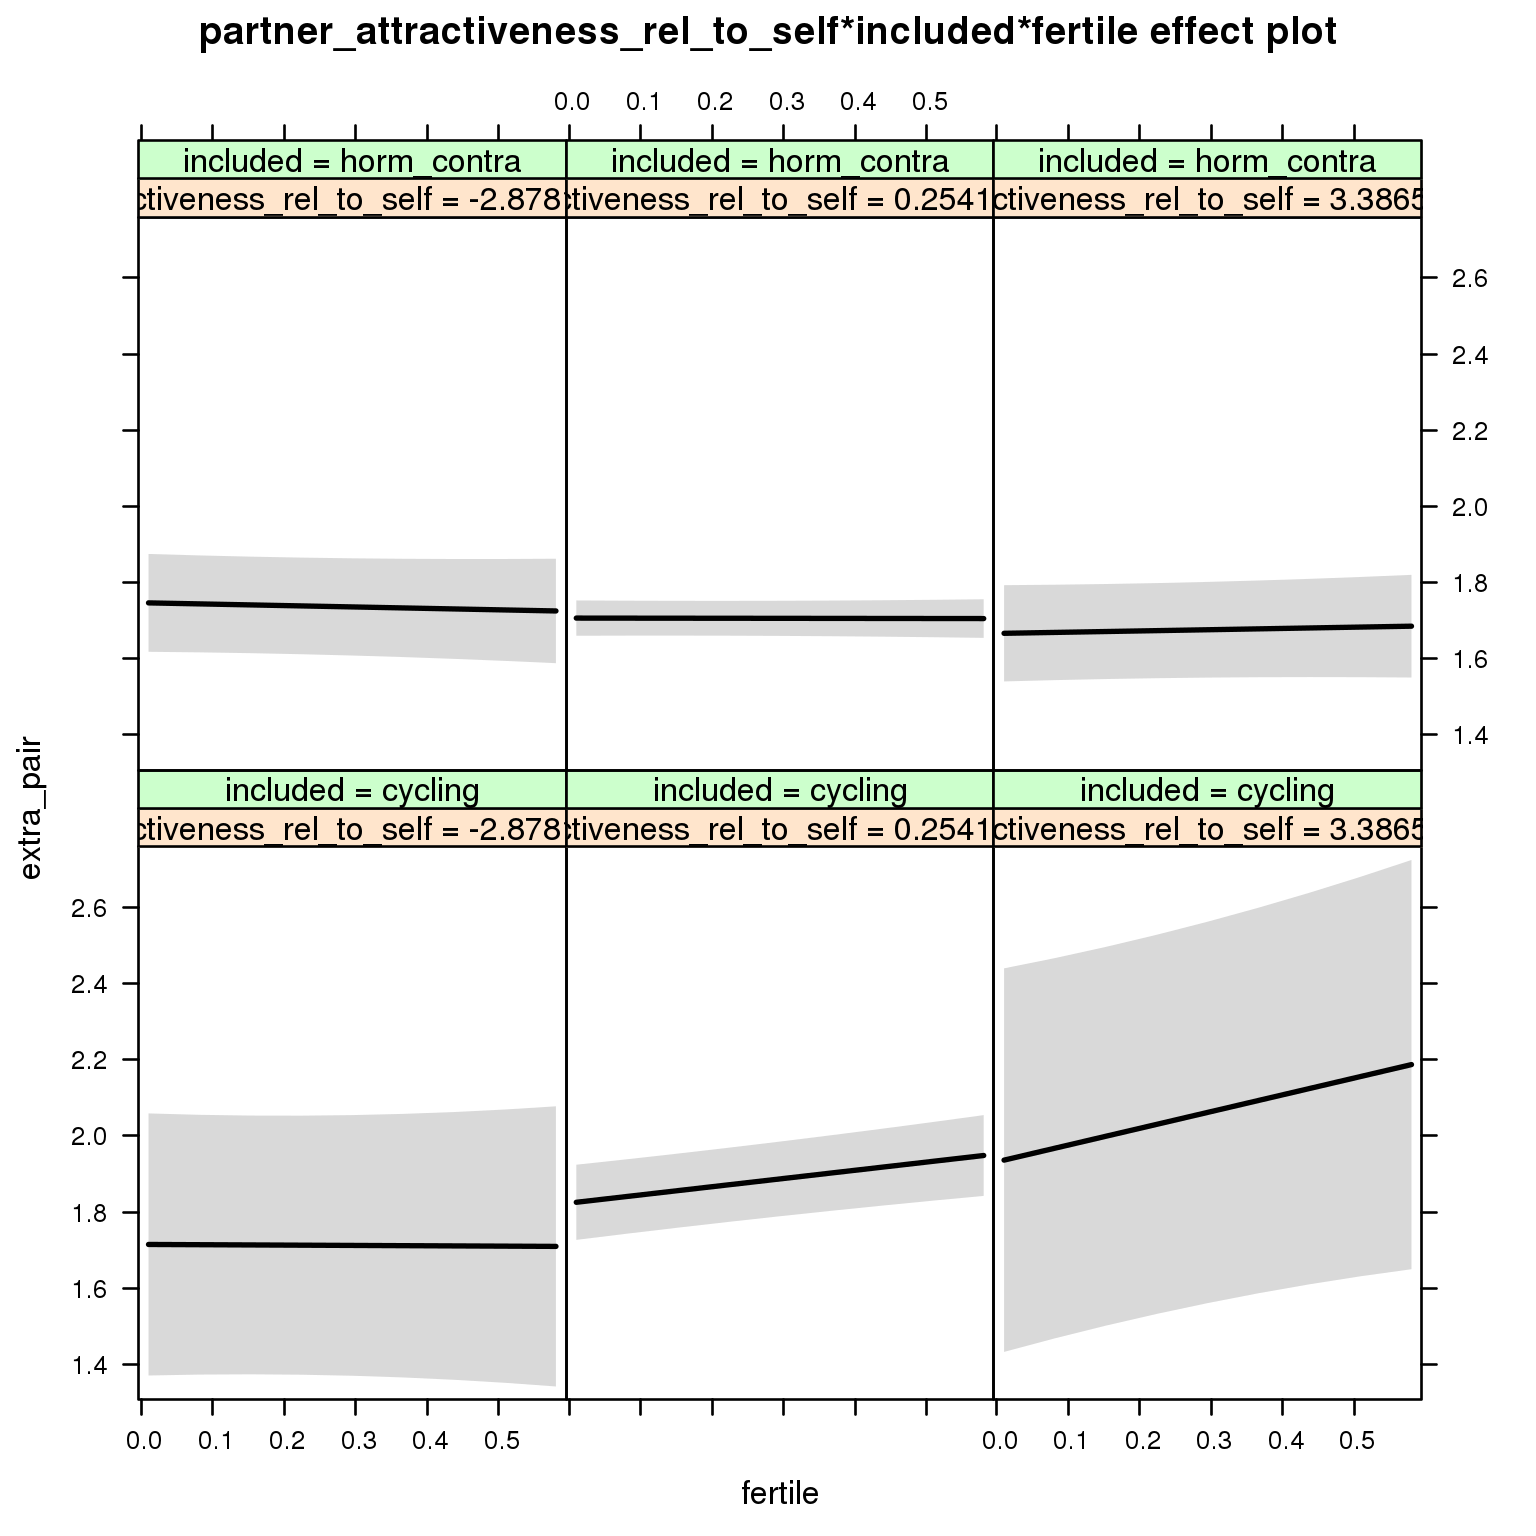 partner_attractiveness_rel_to_self*included*fertile effect plot
0.0 0.1 0.2 0.3 0.4 0.5
included = horm_contra included = horm_contra included = horm_contra
ctiveness_rel_to_self = -2.878 ctiveness_rel_to_self = 0.2541 ctiveness_rel_to_self = 3.3865
2.6
2.4
2.2
2.0
1.8
1.6
1.4
extra_pair
included = cycling included = cycling included = cycling
ctiveness_rel_to_self = -2.878 ctiveness_rel_to_self = 0.2541 ctiveness_rel_to_self = 3.3865
2.6
2.4
2.2
2.0
1.8
1.6
1.4
0.0 0.1 0.2 0.3 0.4 0.5 0.0 0.1 0.2 0.3 0.4 0.5
fertile